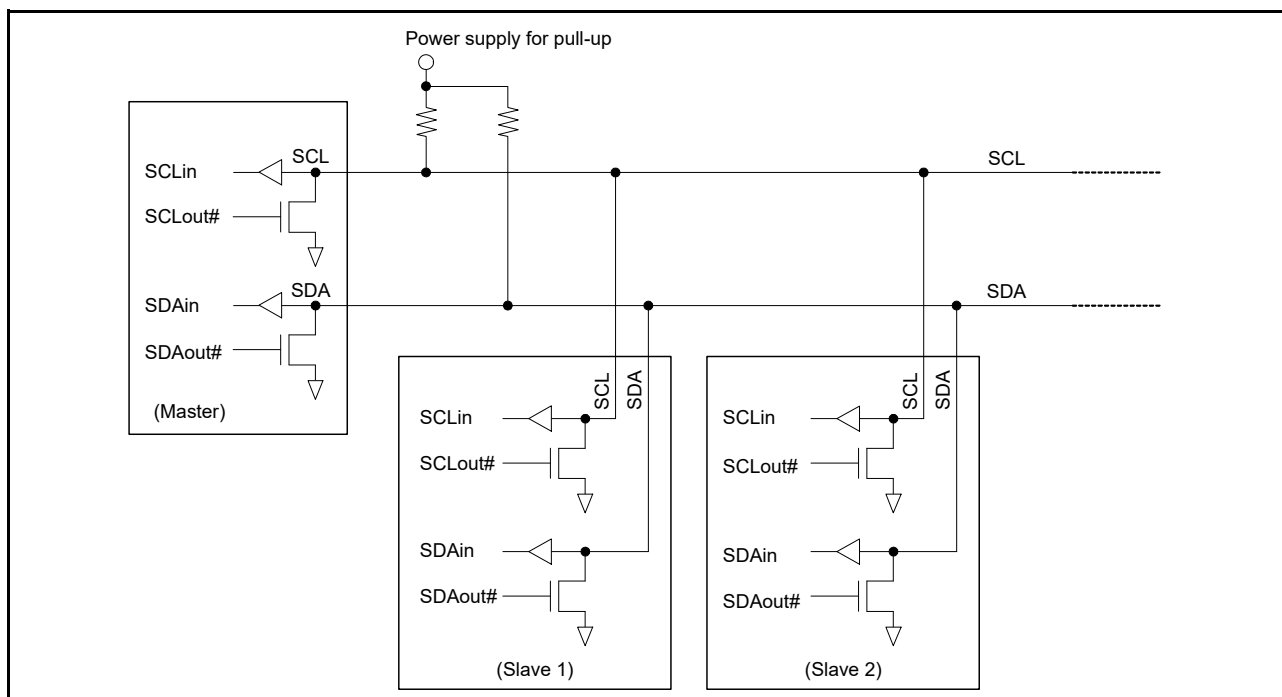 Power supply for pull-up
SCL
SCL
SCLin
SCLout#
SDA
SDA
SDAin
SDAout#
(Master)
SCL
SDA
SCLin
SCLout#
SDAin
SDAout#
(Slave 1)
SCL
SDA
SCLin
SCLout#
SDAin
SDAout#
(Slave 2)